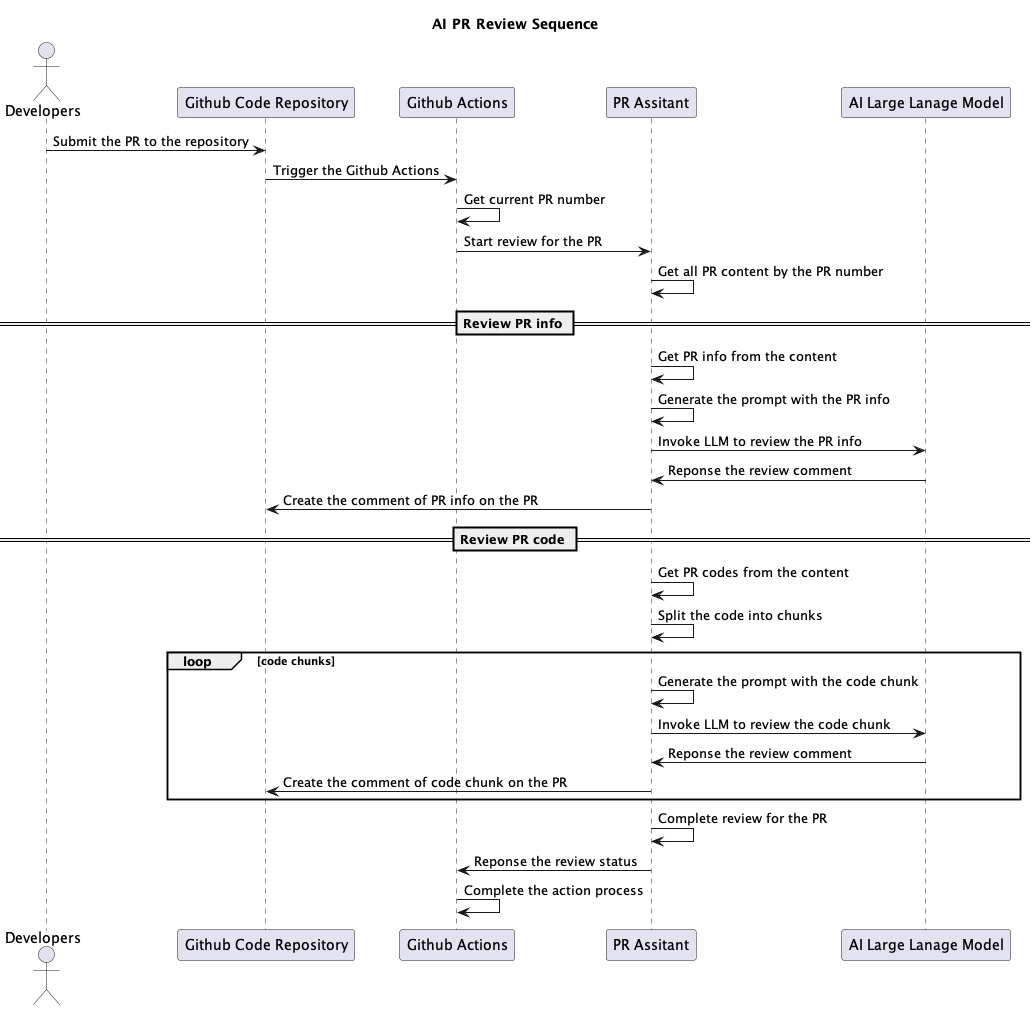 AI PR Review Sequence
Developers
Github Code Repository
Github Actions
PR Assitant
AI Large Lanage Model
Submit the PR to the repository
Trigger the Github Actions
Get current PR number
Start review for the PR
Get all PR content by the PR number
Review PR info
Get PR info from the content
Generate the prompt with the PR info
Invoke LLM to review the PR info
Reponse the review comment
Create the comment of PR info on the PR
Review PR code
Get PR codes from the content
Split the code into chunks
loop
[code chunks]
Generate the prompt with the code chunk
Invoke LLM to review the code chunk
Reponse the review comment
Create the comment of code chunk on the PR
Complete review for the PR
Reponse the review status
Complete the action process
Developers
Github Code Repository
Github Actions
PR Assitant
AI Large Lanage Model